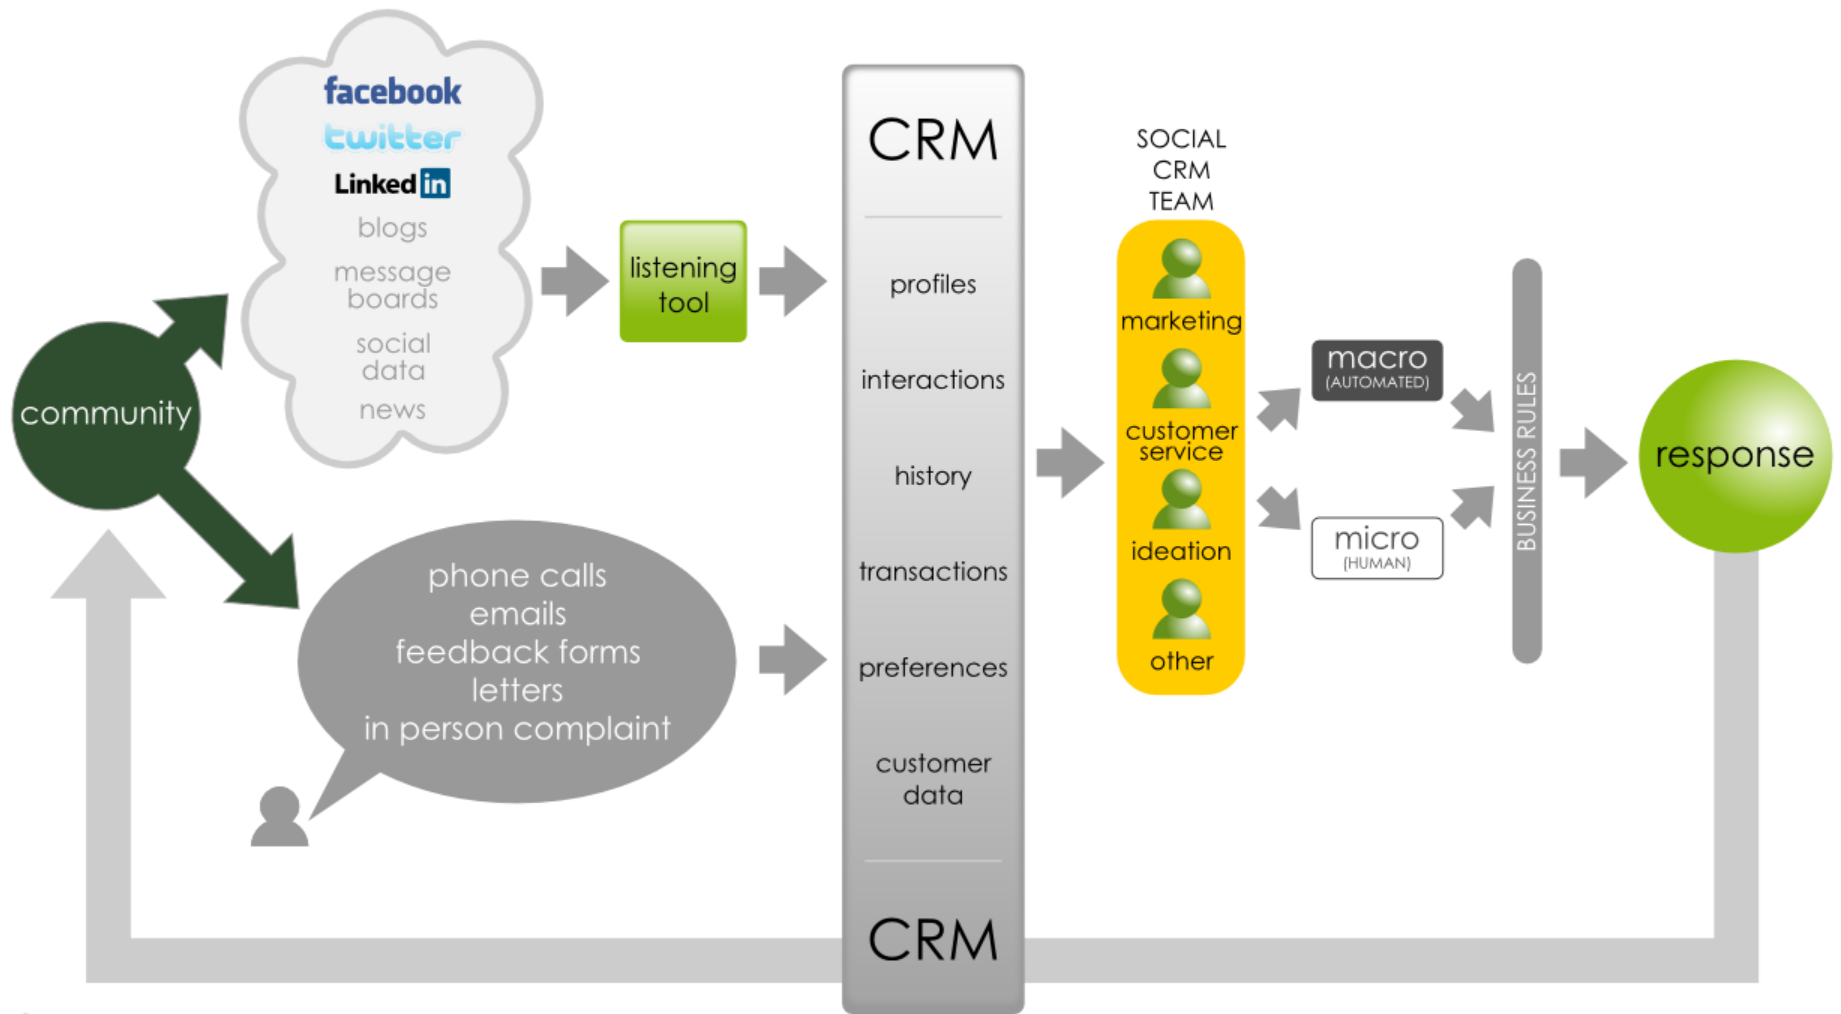 facebook
twitter
Linked in
blogs
message
boards
social
data
news
community
listening
tool
phone calls
emails
feedback forms
letters
in person complaint
CRM
profiles
interactions
history
transactions
preferences
customer
data
CRM
SOCIAL
CRM
TEAM
marketing
customer
service
ideation
other
macro
(AUTOMATED)
micro
(HUMAN)
BUSINESS RULES
response